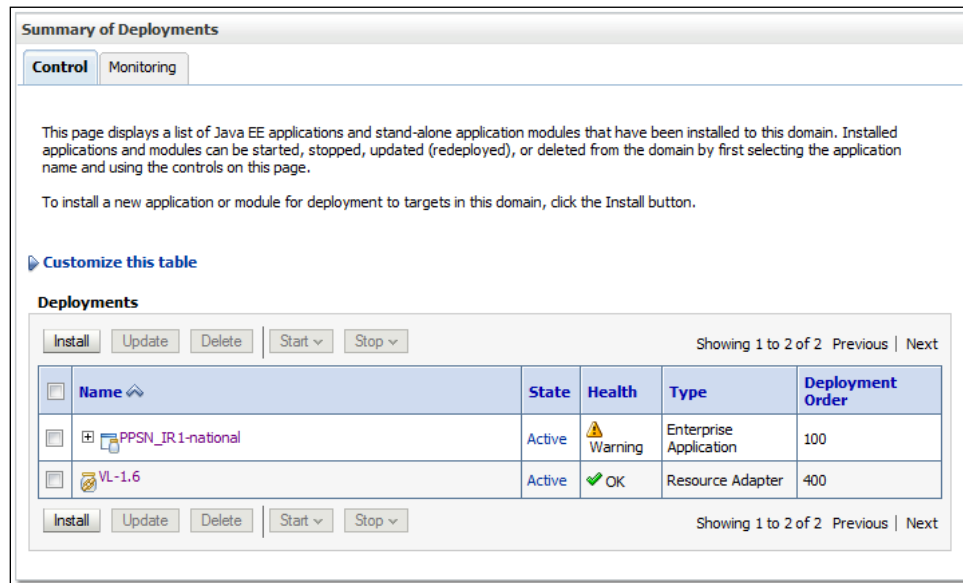 Summary of Deployments
Control Monitoring
This page displays a list of Java EE applications and stand-alone application modules that have been installed to this domain. Installed
applications and modules can be started, stopped, updated (redeployed), or deleted from the domain by first selecting the application
name and using the controls on this page.
To install a new application or module for deployment to targets in this domain, click the Install button.
Customize this table
Deployments
Install Update Delete Start Stop Showing 1 to 2 of 2 Previous | Next
Name State Health Type Deployment
Order
PPSN_IR1-national Active Warning Enterprise
Application 100
VL-1.6 Active OK Resource Adapter 400
Install Update Delete Start Stop Showing 1 to 2 of 2 Previous | Next